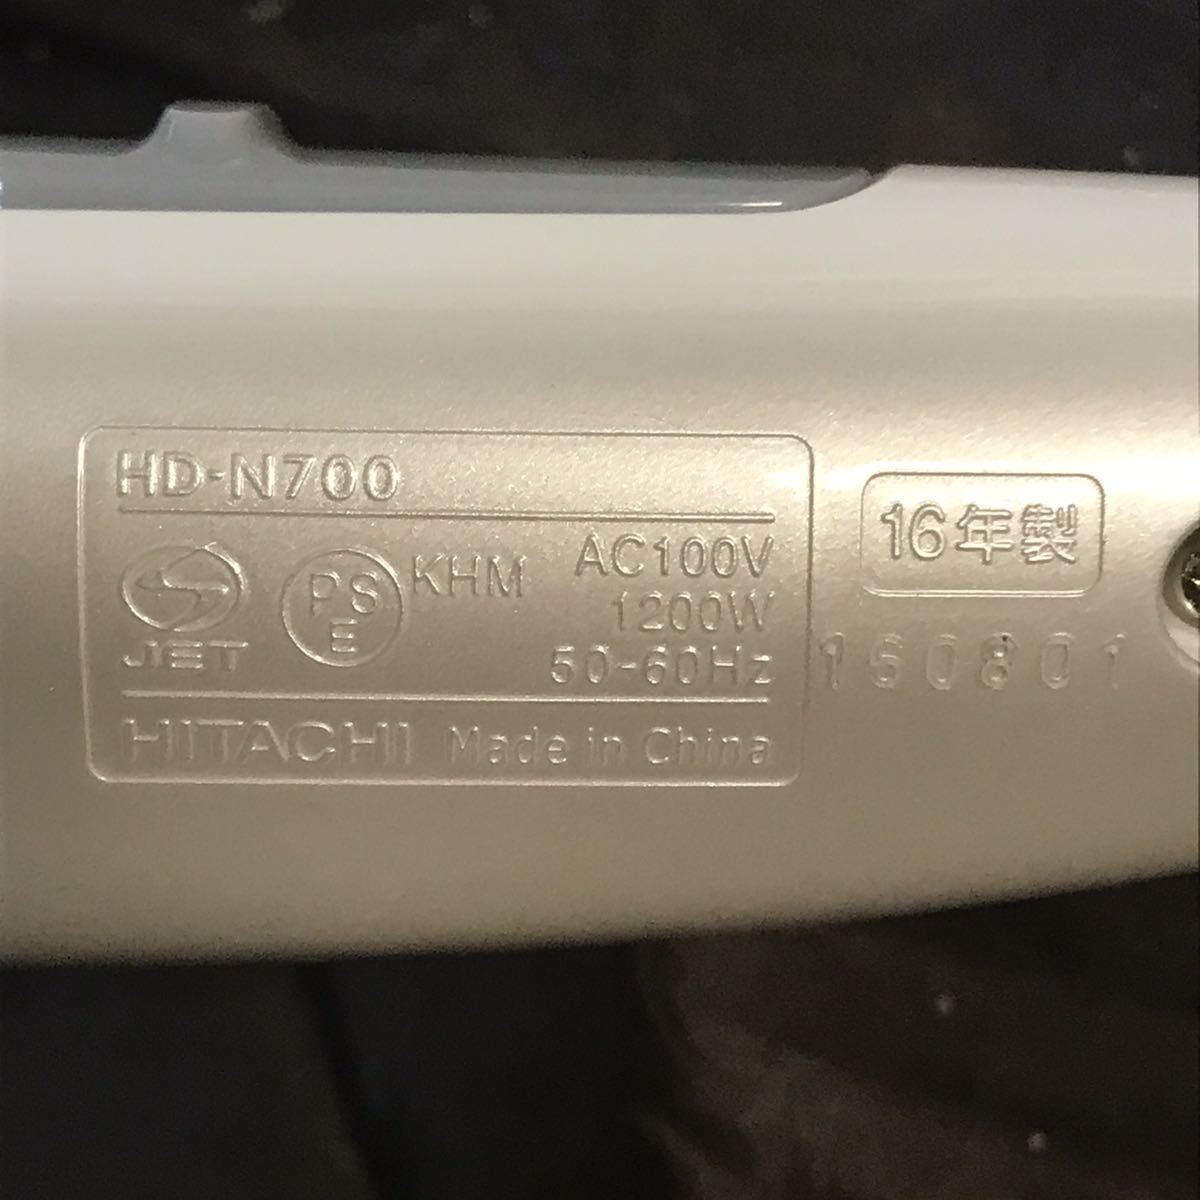 HD-N700
JET
PS
E
KHM
AC100V
1200W
50-60Hz
HITACHI Made in China
16年製
160801